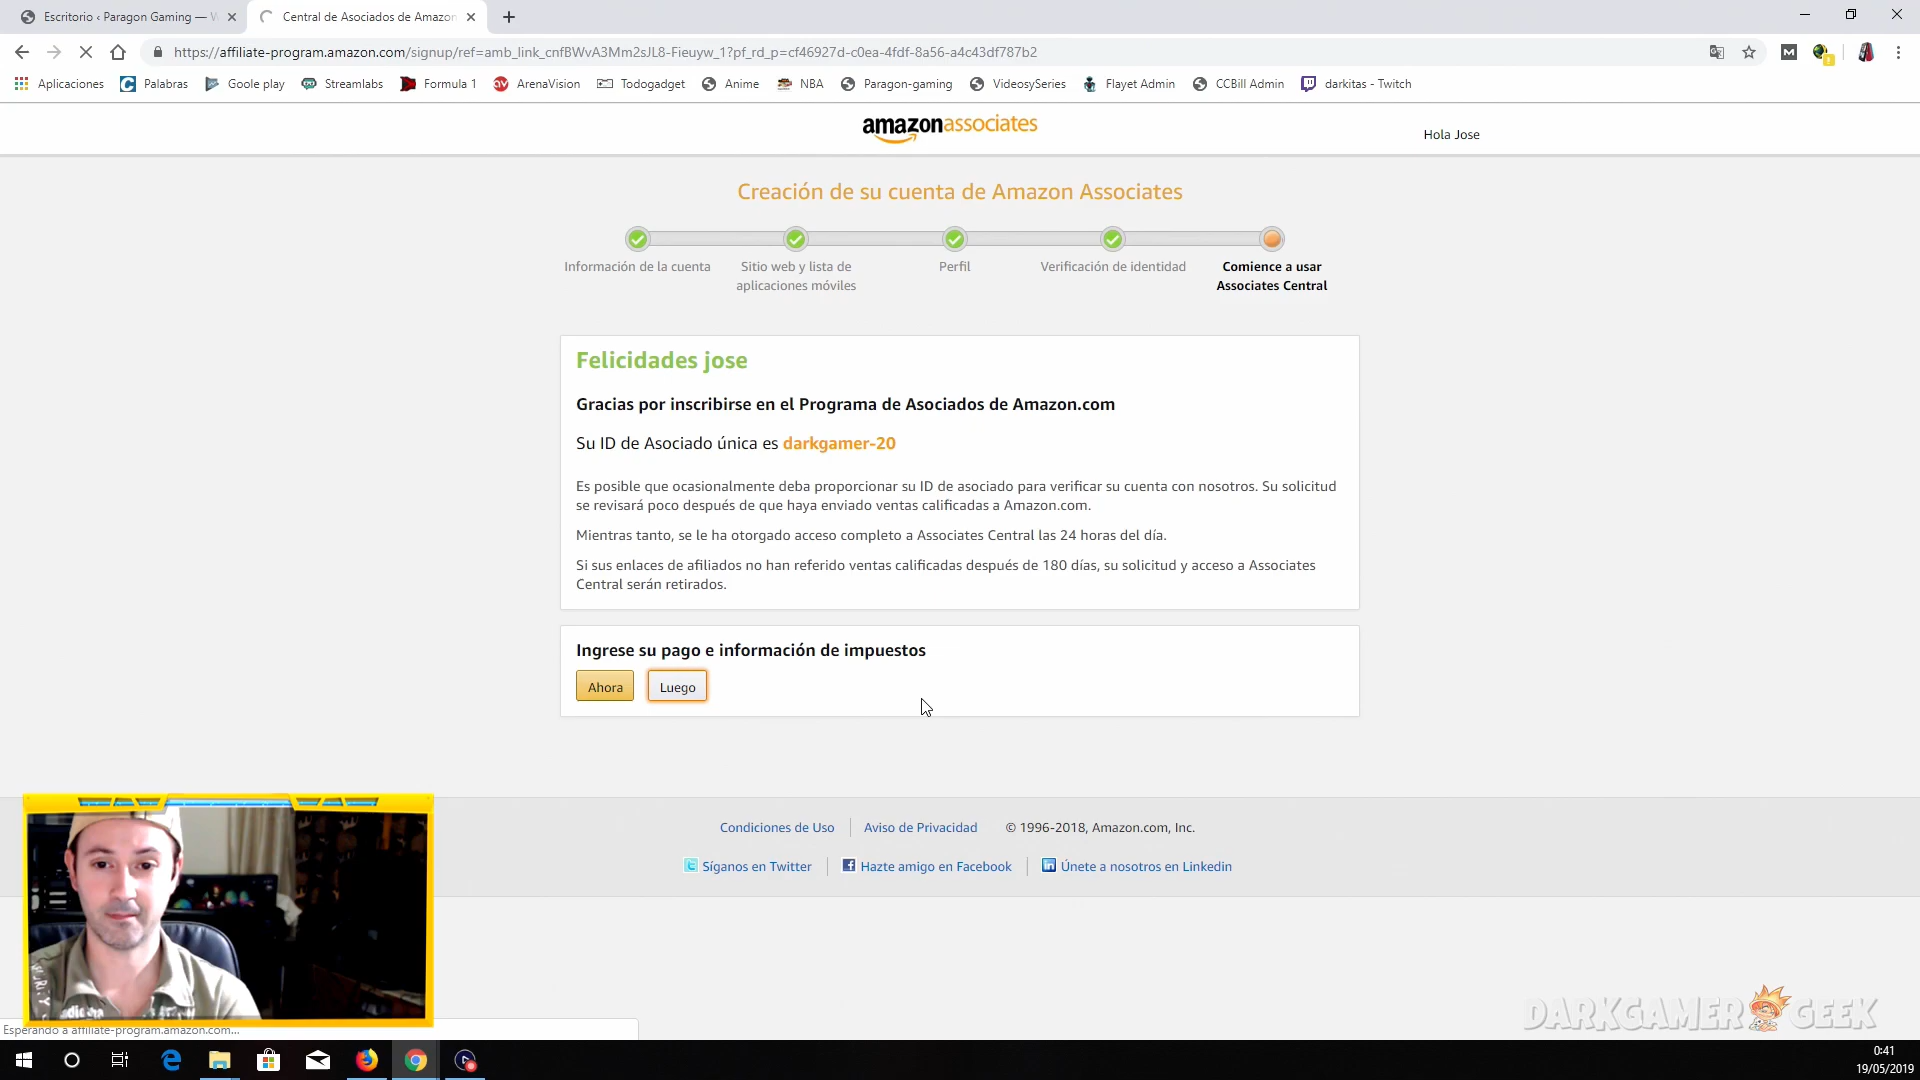 Escritorio ‹ Paragon Gaming — W
Central de Asociados de Amazon
https://affiliate-program.amazon.com/signup/ref=amb_link_cnfBWvA3Mm2sJL8-Fieuyw_1?pf_rd_p=cf46927d-c0ea-4fdf-8a56-a4c43df787b2
Aplicaciones
Palabras
Goole play
Streamlabs
Formula 1
ArenaVision
Todogadget
Anime
NBA
Paragon-gaming
VideosySeries
Flayet Admin
CCBill Admin
darkitas - Twitch
amazonassociates
Hola Jose
Creación de su cuenta de Amazon Associates
Información de la cuenta
Sitio web y lista de
aplicaciones móviles
Perfil
Verificación de identidad
Comience a usar
Associates Central
Felicidades jose
Gracias por inscribirse en el Programa de Asociados de Amazon.com
Su ID de Asociado única es darkgamer-20
Es posible que ocasionalmente deba proporcionar su ID de asociado para verificar su cuenta con nosotros. Su solicitud
se revisará poco después de que haya enviado ventas calificadas a Amazon.com.
Mientras tanto, se le ha otorgado acceso completo a Associates Central las 24 horas del día.
Si sus enlaces de afiliados no han referido ventas calificadas después de 180 días, su solicitud y acceso a Associates
Central serán retirados.
Ingrese su pago e información de impuestos
Ahora
Luego
Condiciones de Uso
Aviso de Privacidad
© 1996-2018, Amazon.com, Inc.
Síganos en Twitter
Hazte amigo en Facebook
Únete a nosotros en Linkedin
DARKGAMER GEEK
Esperando a affiliate-program.amazon.com...
0:41
19/05/2019